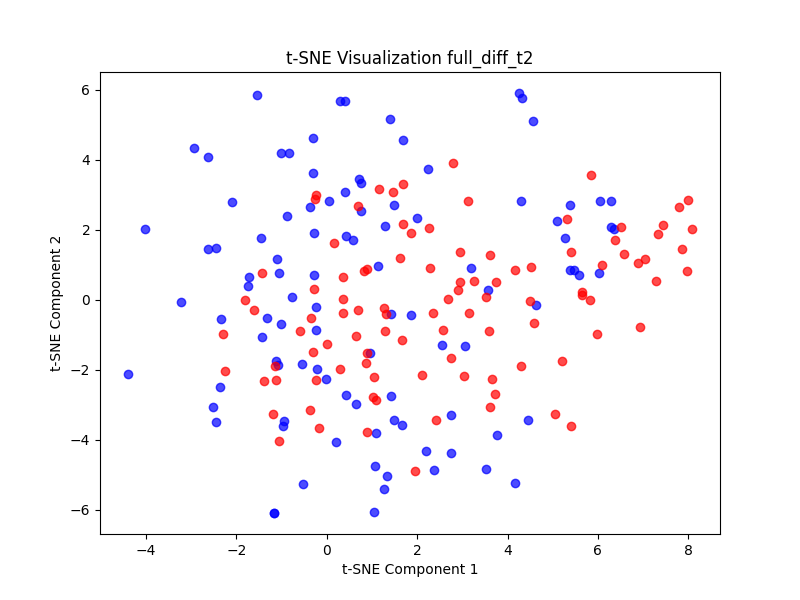 t-SNE Visualization full_diff_t2
6
4
2
0
−2
−4
−6
t-SNE Component 2
−4 −2 0 2 4 6 8
t-SNE Component 1